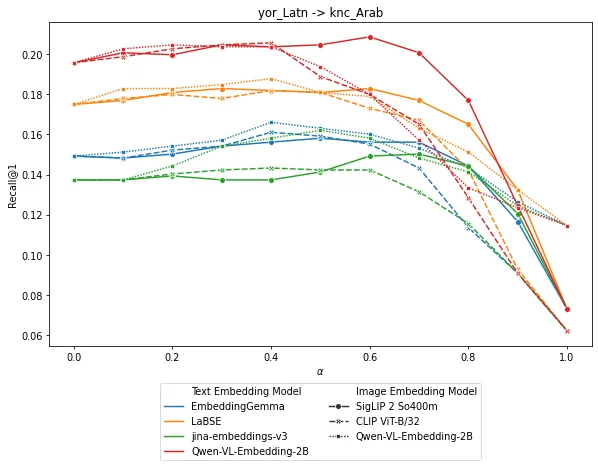 yor_Latn -> knc_Arab
Recall@1
0.20
0.18
0.16
0.14
0.12
0.10
0.08
0.06
0.0 0.2 0.4 0.6 0.8 1.0
α
Text Embedding Model Image Embedding Model
EmbeddingGemma SigLIP 2 So400m
LaBSE CLIP ViT-B/32
jina-embeddings-v3 Qwen-VL-Embedding-2B
Qwen-VL-Embedding-2B